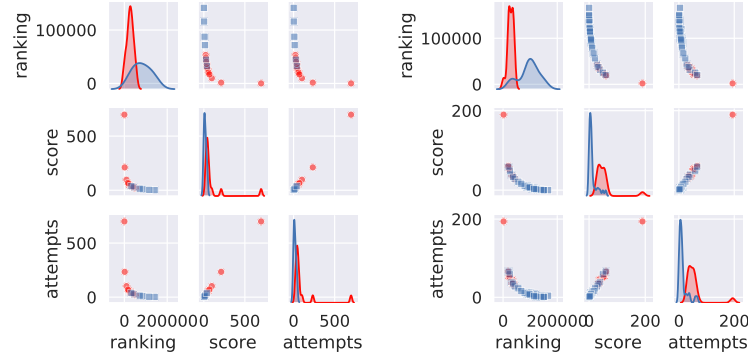 ranking 100000 0 ranking 100000 0
score 500 0 score 200 0
attempts 500 0 attempts 200 0
0 200000 0 500 0 500 0 200000 0 200 0 200
ranking score attempts ranking score attempts